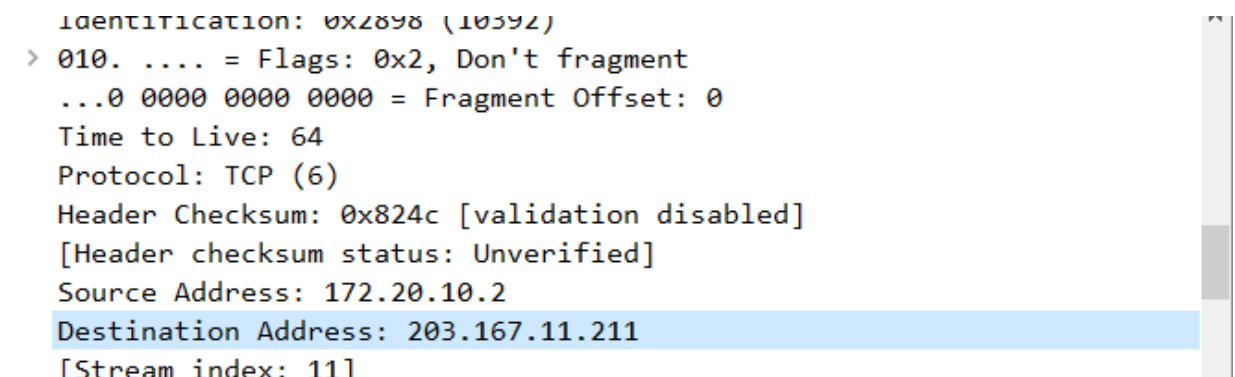 Identification: 0x2898 (10392)
010. .... = Flags: 0x2, Don't fragment
...0 0000 0000 0000 = Fragment Offset: 0
Time to Live: 64
Protocol: TCP (6)
Header Checksum: 0x824c [validation disabled]
[Header checksum status: Unverified]
Source Address: 172.20.10.2
Destination Address: 203.167.11.211
[Stream index: 11]